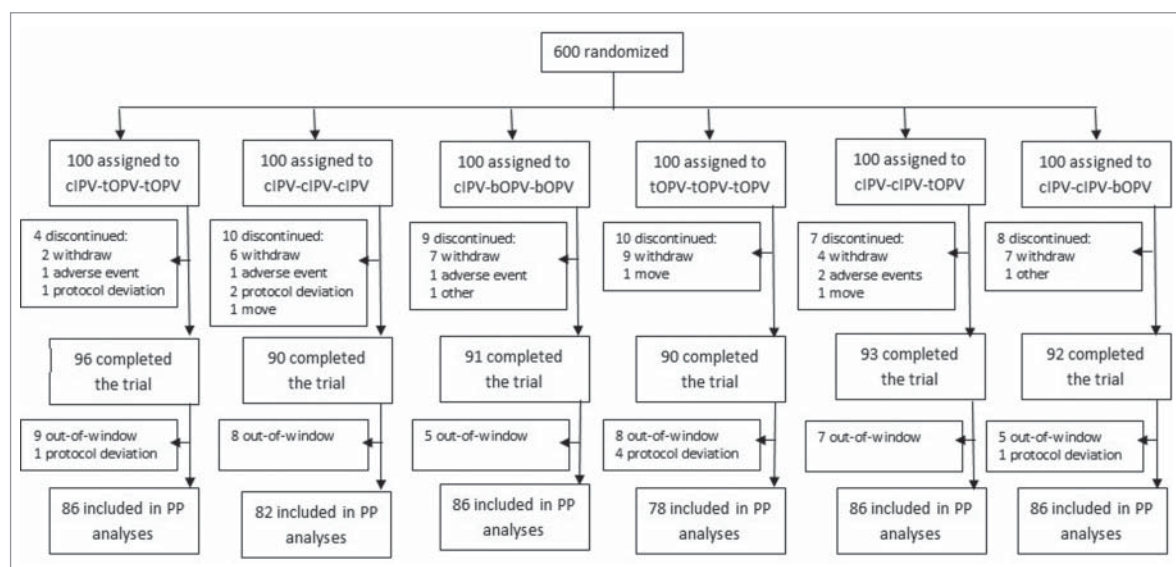 600 randomized
100 assigned to
cIPV-tOPV-tOPV
100 assigned to
cIPV-cIPV-cIPV
100 assigned to
cIPV-bOPV-bOPV
100 assigned to
tOPV-tOPV-tOPV
100 assigned to
cIPV-cIPV-tOPV
100 assigned to
cIPV-cIPV-bOPV
4 discontinued:
2 withdraw
1 adverse event
1 protocol deviation
10 discontinued:
6 withdraw
1 adverse event
2 protocol deviation
1 move
9 discontinued:
7 withdraw
1 adverse event
1 other
10 discontinued:
9 withdraw
1 move
7 discontinued:
4 withdraw
2 adverse events
1 move
8 discontinued:
7 withdraw
1 other
96 completed
the trial
90 completed
the trial
91 completed
the trial
90 completed
the trial
93 completed
the trial
92 completed
the trial
9 out-of-window
1 protocol deviation
8 out-of-window
5 out-of-window
8 out-of-window
4 protocol deviation
7 out-of-window
5 out-of-window
1 protocol deviation
86 included in PP
analyses
82 included in PP
analyses
86 included in PP
analyses
78 included in PP
analyses
86 included in PP
analyses
86 included in PP
analyses